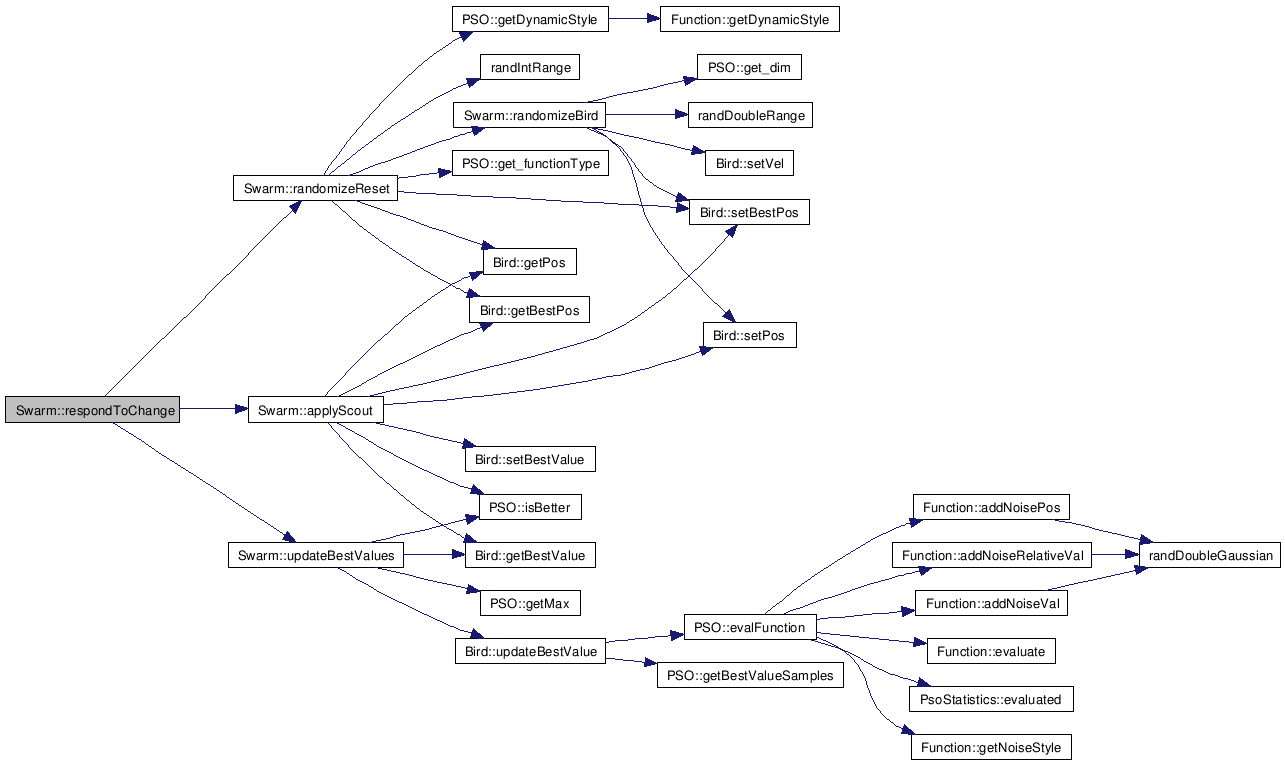 PSO::getDynamicStyle
Function::getDynamicStyle
randIntRange
PSO::get_dim
Swarm::randomizeBird
randDoubleRange
PSO::get_functionType
Bird::setVel
Swarm::randomizeReset
Bird::setBestPos
Bird::getPos
Bird::getBestPos
Bird::setPos
Swarm::respondToChange
Swarm::applyScout
Bird::setBestValue
PSO::isBetter
Function::addNoisePos
Swarm::updateBestValues
Bird::getBestValue
Function::addNoiseRelativeVal
randDoubleGaussian
PSO::getMax
Function::addNoiseVal
PSO::evalFunction
Bird::updateBestValue
Function::evaluate
PSO::getBestValueSamples
PsoStatistics::evaluated
Function::getNoiseStyle